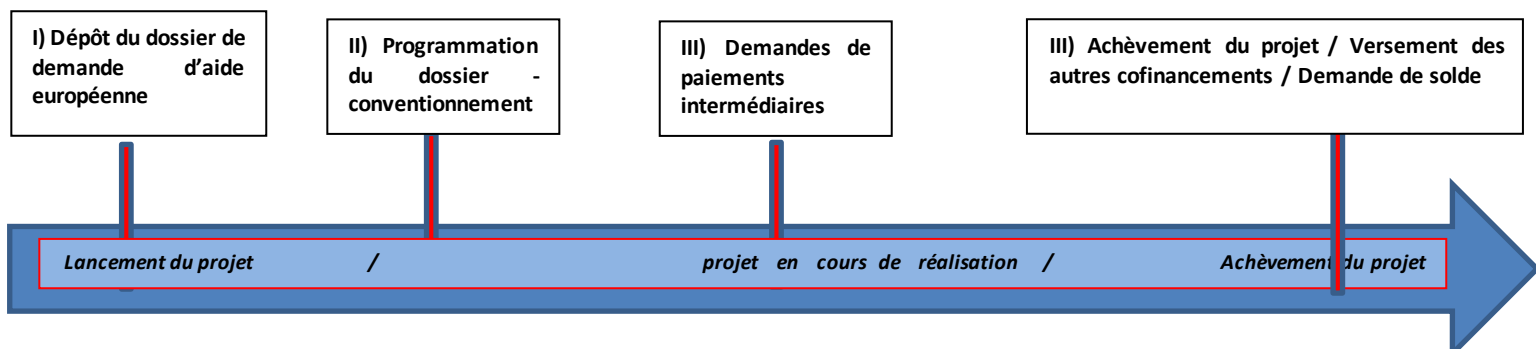 I) Dépôt du dossier de
demande d'aide
européenne
II) Programmation
du dossier -
conventionnement
III) Demandes de
paiements
intermédiaires
III) Achèvement du projet / Versement des
autres cofinancements / Demande de solde
Lancement du projet / projet en cours de réalisation / Achèvement du projet